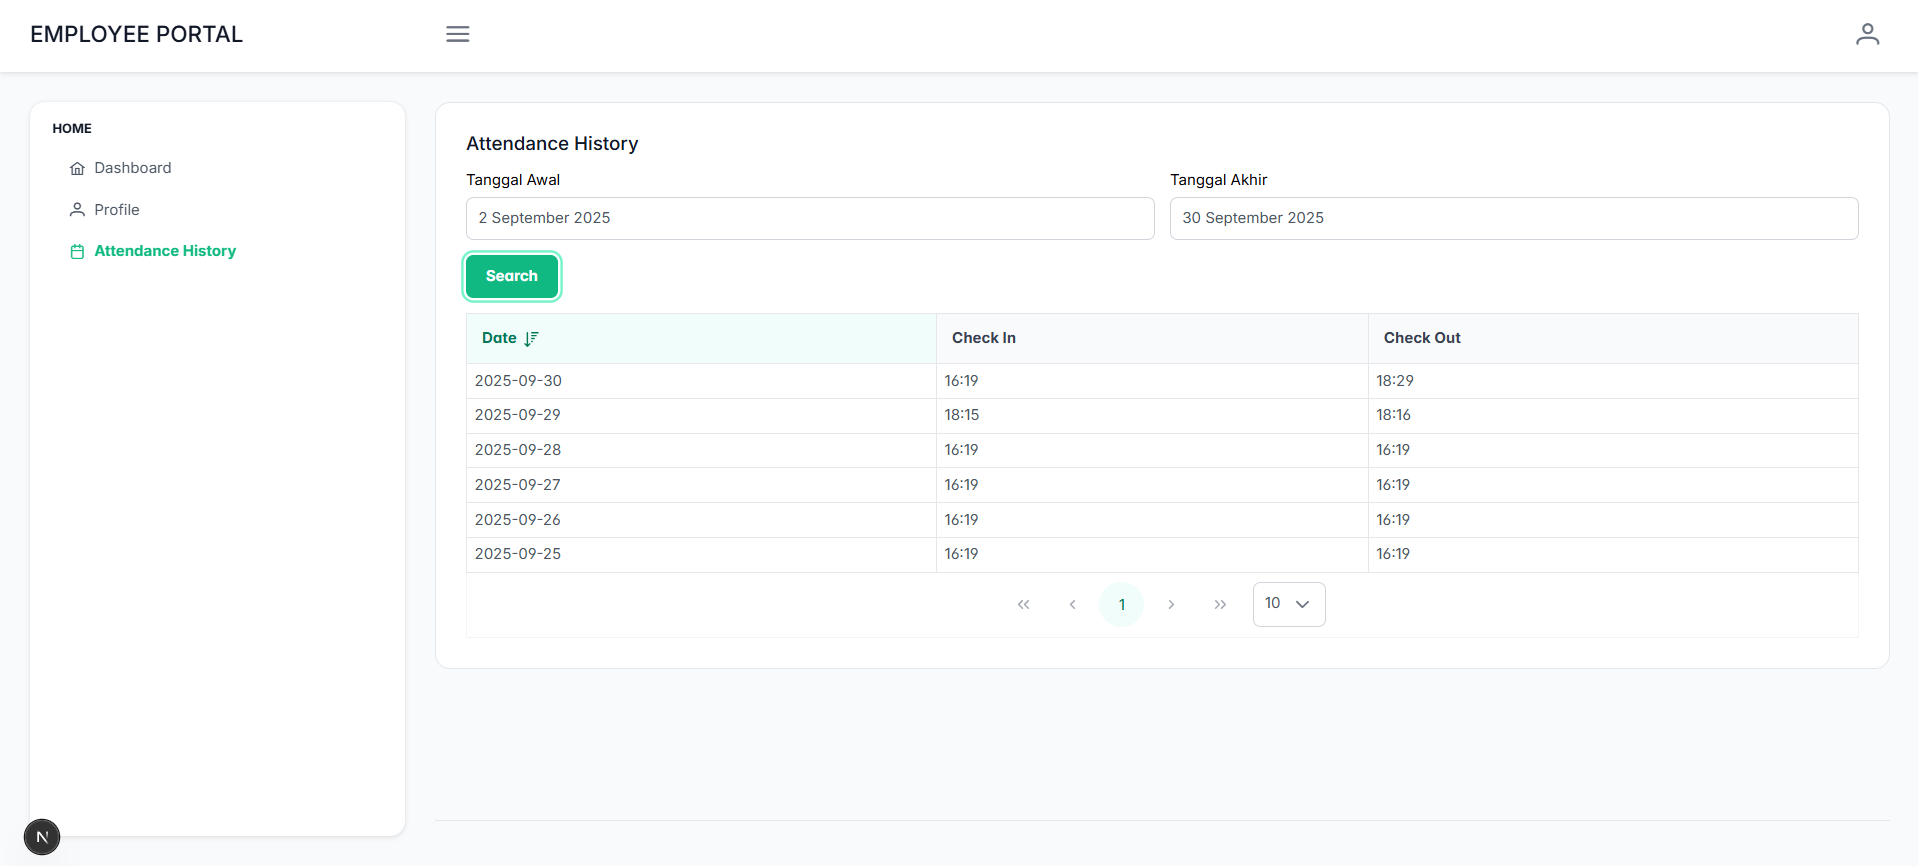 EMPLOYEE PORTAL
HOME
Dashboard
Profile
Attendance History
Attendance History
Tanggal Awal Tanggal Akhir
2 September 2025 30 September 2025
Search
Date Check In Check Out
2025-09-30 16:19 18:29
2025-09-29 18:15 18:16
2025-09-28 16:19 16:19
2025-09-27 16:19 16:19
2025-09-26 16:19 16:19
2025-09-25 16:19 16:19
« ‹ 1 › » 10
N